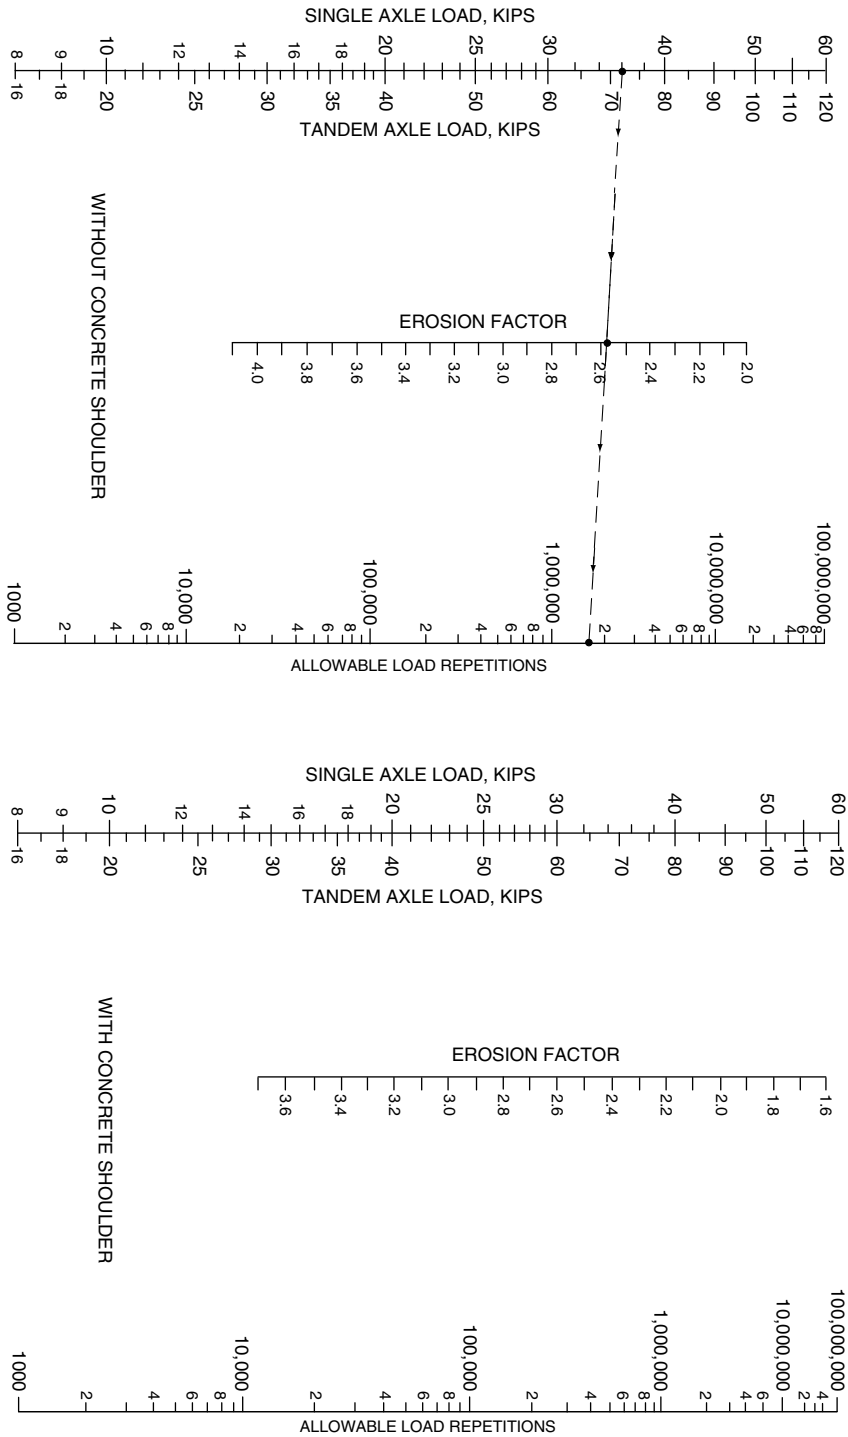 SINGLE AXLE LOAD, KIPS
8 10 12 14 16 18 20 25 30 40 50 60
16 18 20 25 30 35 40 50 60 70 80 90 100 110 120
TANDEM AXLE LOAD, KIPS
WITHOUT CONCRETE SHOULDER
EROSION FACTOR
4.0 3.8 3.6 3.4 3.2 3.0 2.8 2.6 2.4 2.2 2.0
1000 2 4 6 8 10,000 2 4 6 8 100,000 2 4 6 8 1,000,000 2 4 6 8 10,000,000 2 4 6 8 100,000,000
ALLOWABLE LOAD REPETITIONS
SINGLE AXLE LOAD, KIPS
8 9 10 12 14 16 18 20 25 30 40 50 60
16 18 20 25 30 35 40 50 60 70 80 90 100 110 120
TANDEM AXLE LOAD, KIPS
WITH CONCRETE SHOULDER
EROSION FACTOR
3.6 3.4 3.2 3.0 2.8 2.6 2.4 2.2 2.0 1.8 1.6
1000 2 4 6 8 10,000 2 4 6 8 100,000 2 4 6 8 1,000,000 2 4 6 10,000,000 2 4 100,000,000
ALLOWABLE LOAD REPETITIONS